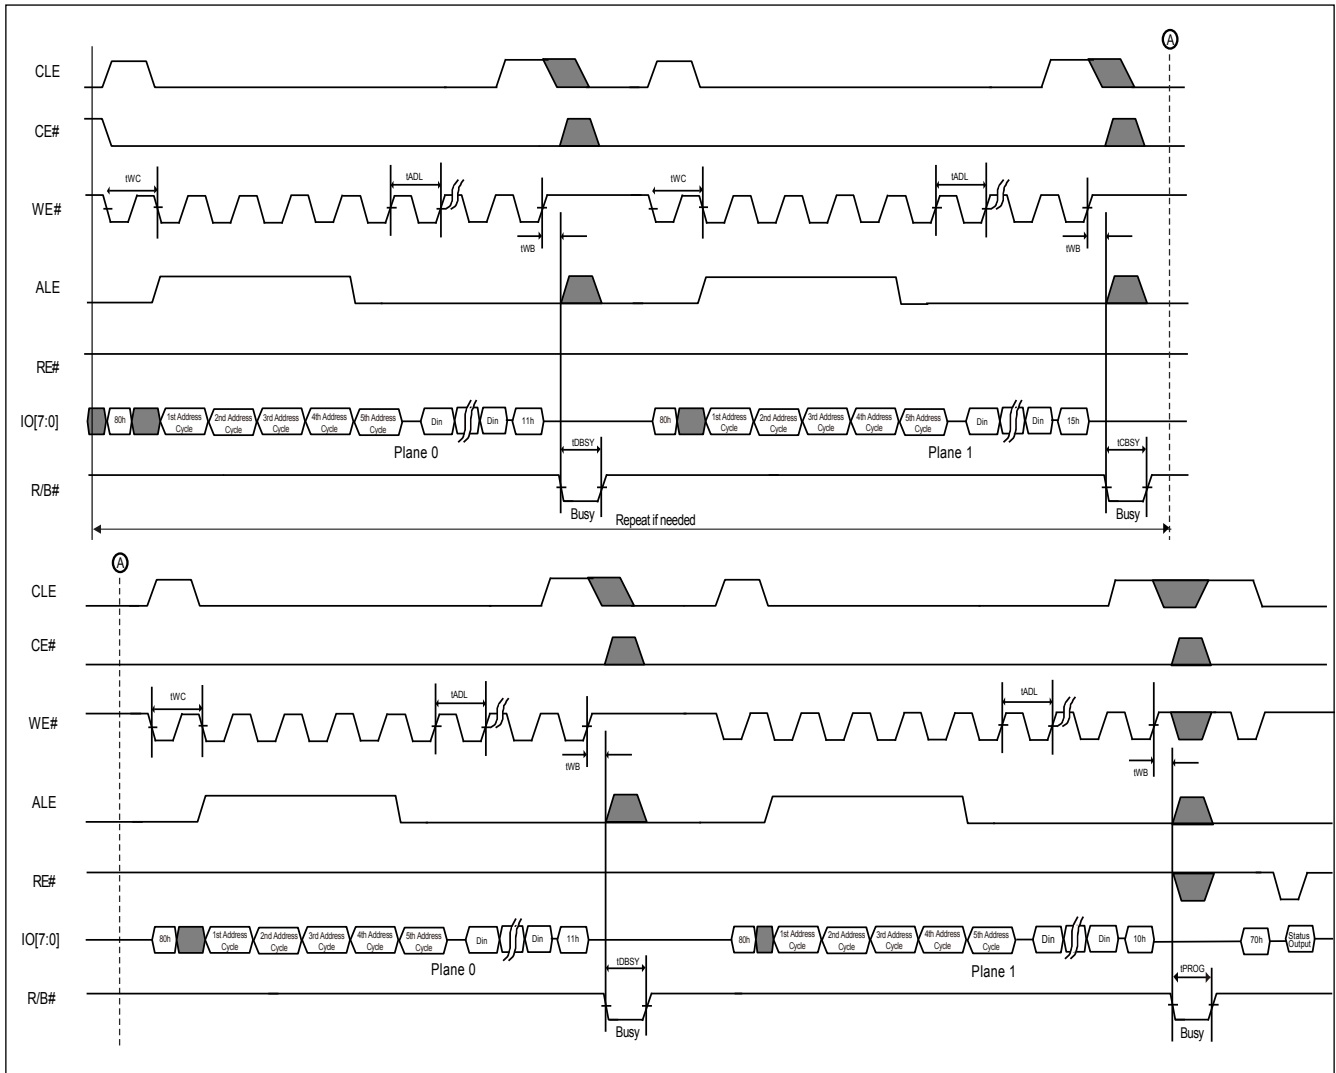 A
CLE
CE#
tWC
tADL
tWC
tADL
WE#
tWB
tWB
ALE
RE#
IO[7:0]
80h
1st Address Cycle
2nd Address Cycle
3rd Address Cycle
4th Address Cycle
5th Address Cycle
Din
Din
11h
80h
1st Address Cycle
2nd Address Cycle
3rd Address Cycle
4th Address Cycle
5th Address Cycle
Din
Din
15h
Plane 0
tDBSY
Plane 1
tCBSY
R/B#
Busy
Busy
Repeat if needed
A
CLE
CE#
tWC
tADL
tADL
WE#
tWB
tWB
ALE
RE#
IO[7:0]
80h
1st Address Cycle
2nd Address Cycle
3rd Address Cycle
4th Address Cycle
5th Address Cycle
Din
Din
11h
80h
1st Address Cycle
2nd Address Cycle
3rd Address Cycle
4th Address Cycle
5th Address Cycle
Din
Din
10h
70h
Status Output
Plane 0
tDBSY
Plane 1
tPROG
R/B#
Busy
Busy